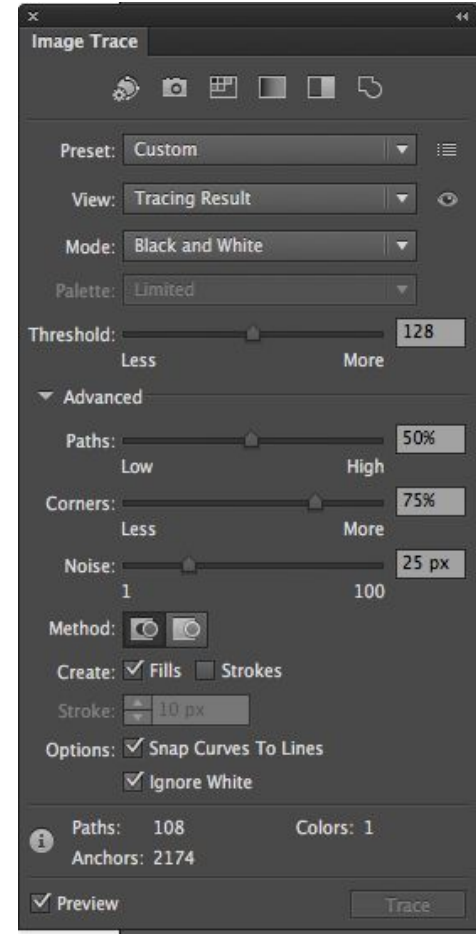 Image Trace
Preset: Custom
View: Tracing Result
Mode: Black and White
Palette: Limited
Threshold: 128
Less More
Advanced
Paths: 50%
Low High
Corners: 75%
Less More
Noise: 25 px
1 100
Method:
Create: Fills Strokes
Stroke: 10 px
Options: Snap Curves To Lines
Ignore White
Paths: 108 Colors: 1
Anchors: 2174
Preview Trace